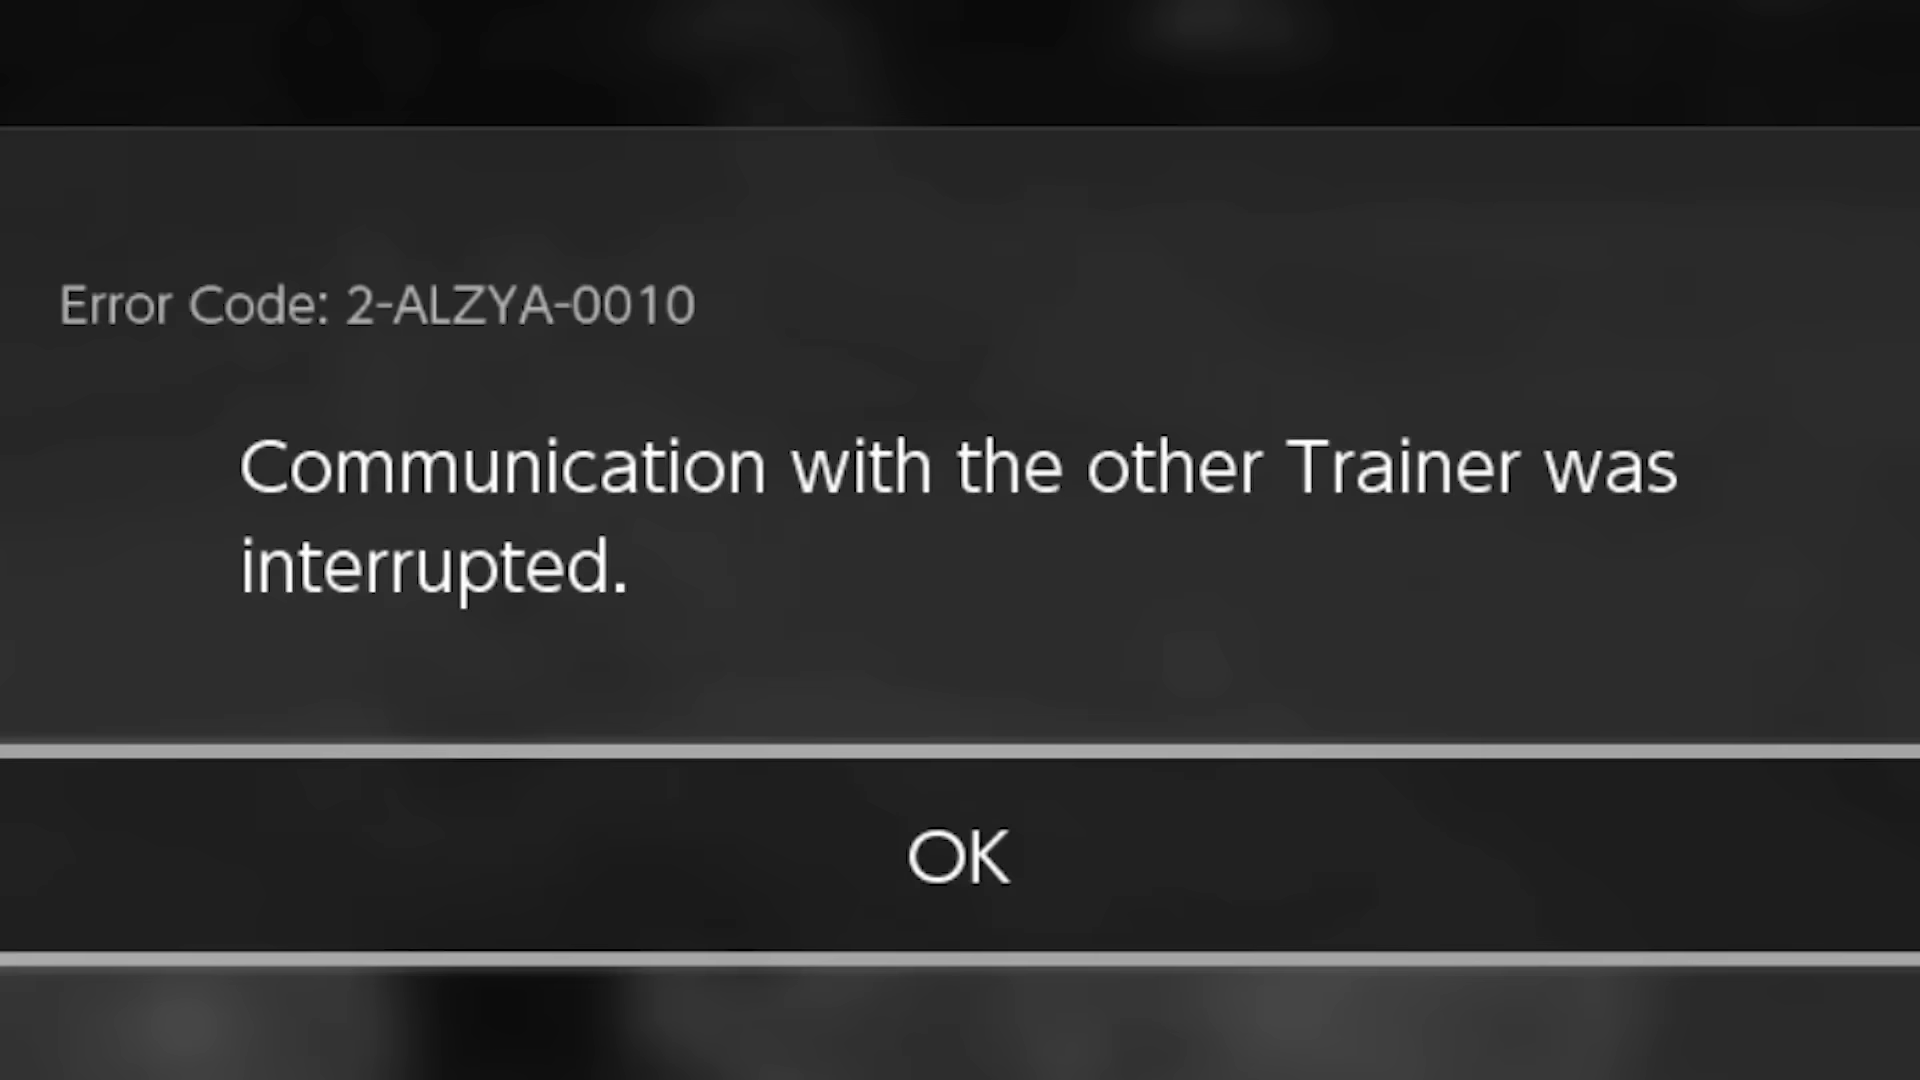 Error Code: 2-ALZYA-0010
Communication with the other Trainer was
interrupted.
OK